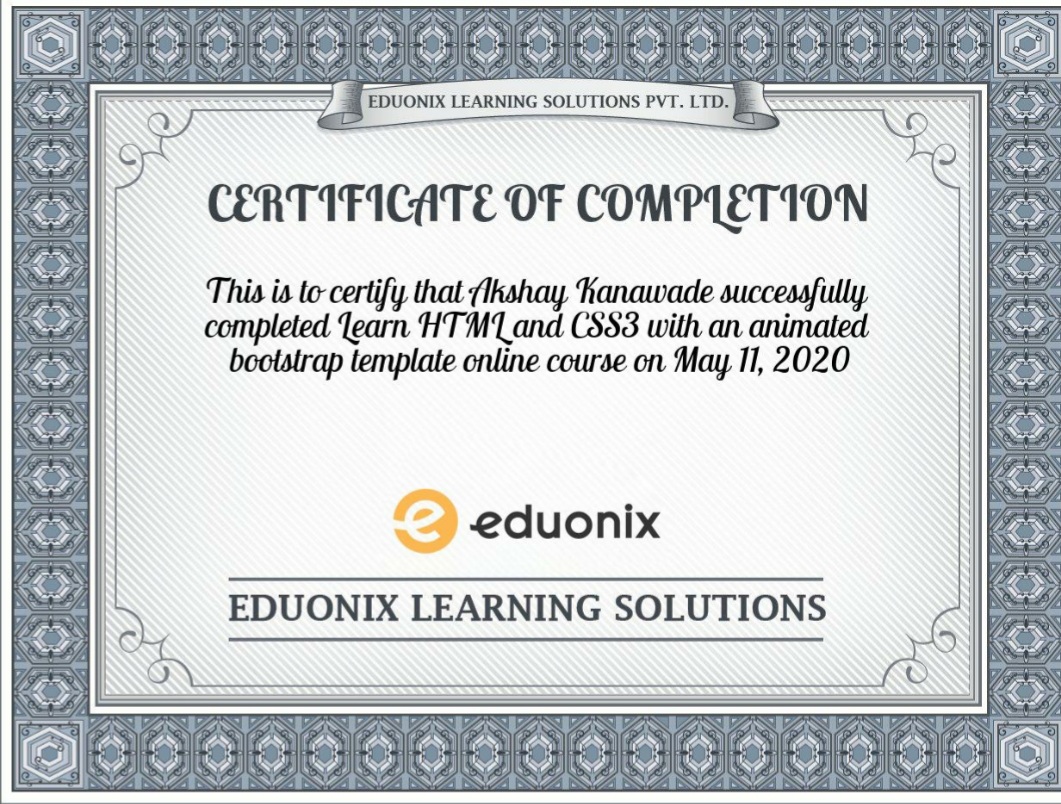 EDUONIX LEARNING SOLUTIONS PVT. LTD.
CERTIFICATE OF COMPLETION
This is to certify that Akshay Kanawade successfully
completed Learn HTML and CSS3 with an animated
bootstrap template online course on May 11, 2020
e eduonix
EDUONIX LEARNING SOLUTIONS